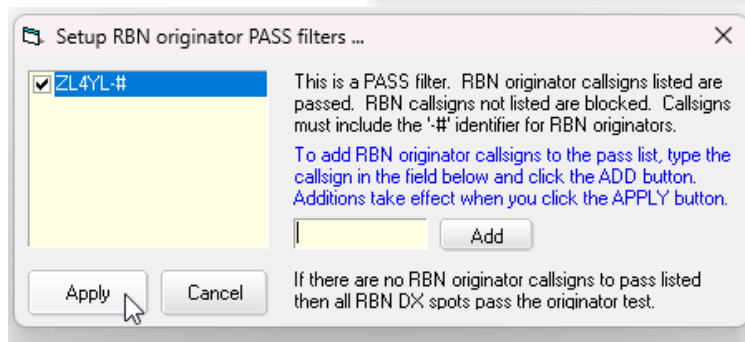 Setup RBN originator PASS filters ...
ZL4YL-#
This is a PASS filter. RBN originator callsigns listed are
passed. RBN callsigns not listed are blocked. Callsigns
must include the '-#' identifier for RBN originators.
To add RBN originator callsigns to the pass list, type the
callsign in the field below and click the ADD button.
Additions take effect when you click the APPLY button.
Add
Apply
Cancel
If there are no RBN originator callsigns to pass listed
then all RBN DX spots pass the originator test.